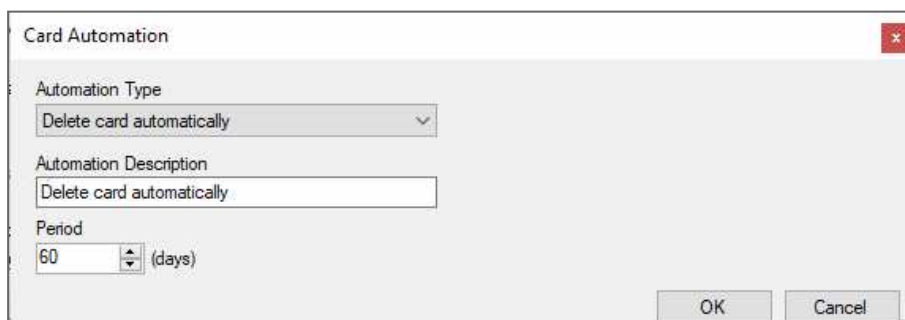 Card Automation
x
Automation Type
Delete card automatically
Automation Description
Delete card automatically
Period
60 (days)
OK Cancel